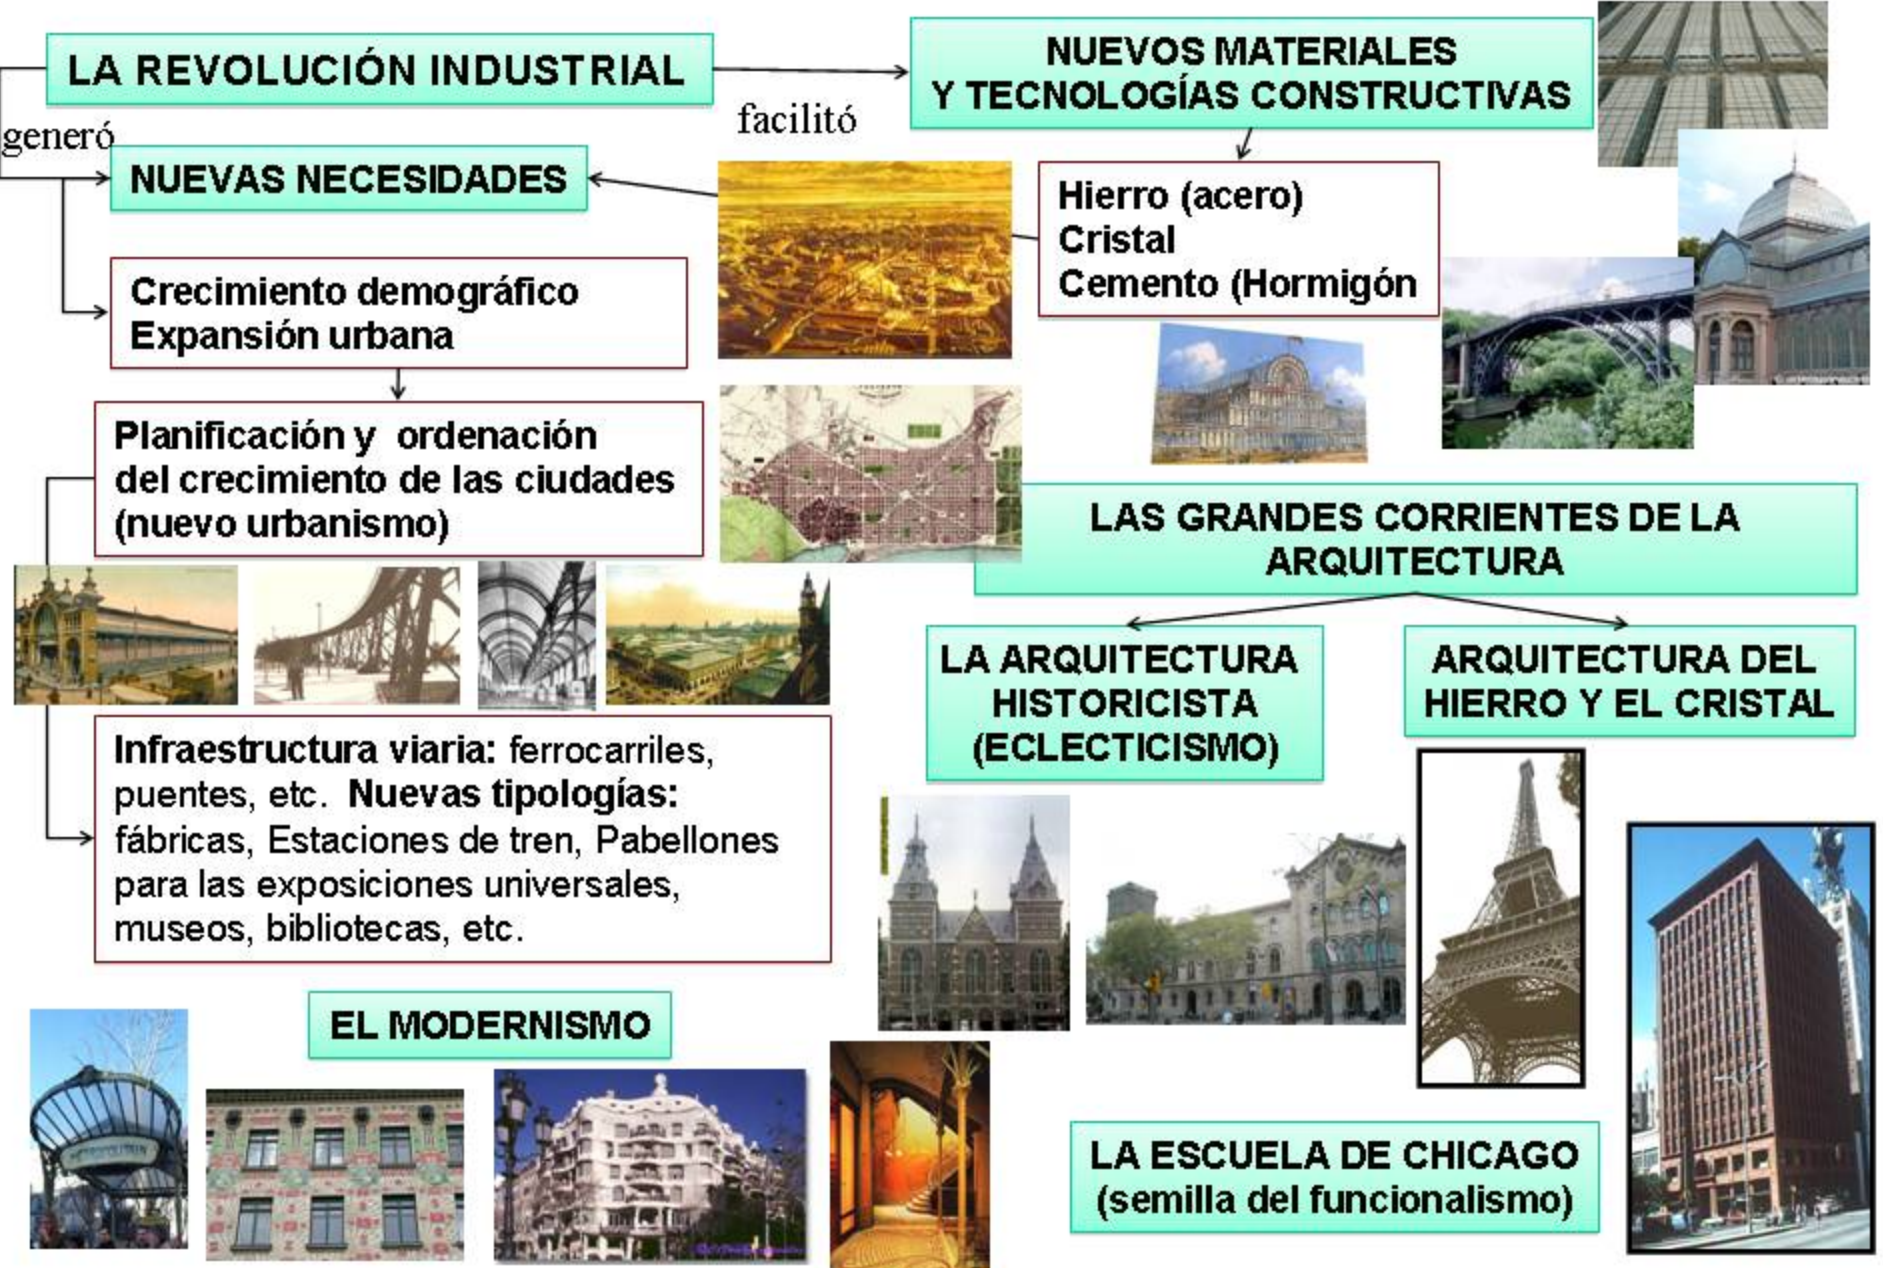 LA REVOLUCIÓN INDUSTRIAL
NUEVOS MATERIALES
Y TECNOLOGÍAS CONSTRUCTIVAS
facilitó
generó
NUEVAS NECESIDADES
Hierro (acero)
Cristal
Cemento (Hormigón
Crecimiento demográfico
Expansión urbana
Planificación y ordenación
del crecimiento de las ciudades
(nuevo urbanismo)
LAS GRANDES CORRIENTES DE LA
ARQUITECTURA
LA ARQUITECTURA
HISTORICISTA
(ECLECTICISMO)
ARQUITECTURA DEL
HIERRO Y EL CRISTAL
Infraestructura viaria: ferrocarriles,
puentes, etc. Nuevas tipologías:
fábricas, Estaciones de tren, Pabellones
para las exposiciones universales,
museos, bibliotecas, etc.
EL MODERNISMO
METROPOLITAIN
LA ESCUELA DE CHICAGO
(semilla del funcionalismo)